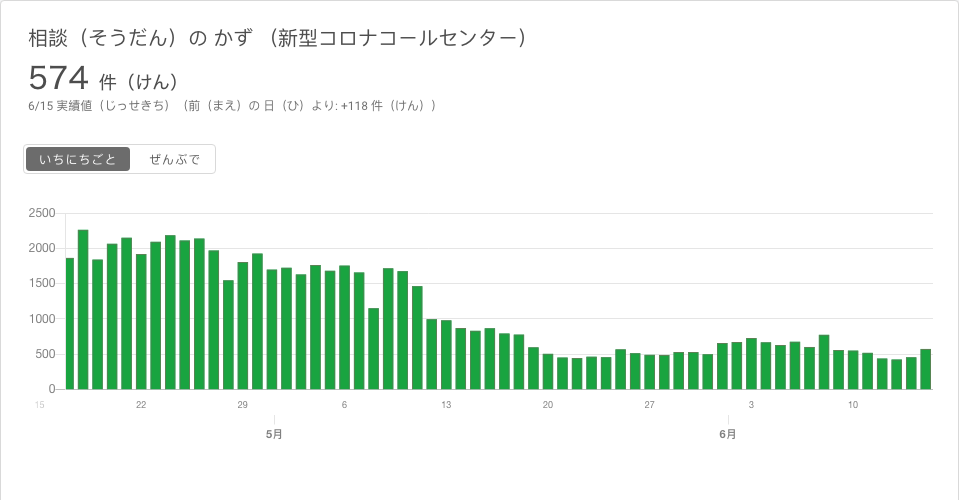 相談（そうだん）の かず （新型コロナコールセンター）
574 件（けん）
6/15 実績値（じっせきち）（前（まえ）の 日（ひ）より: +118 件（けん））
いちにちごと ぜんぶで
2500
2000
1500
1000
500
0
15 22 29 6 13 20 27 3 10
5月 6月